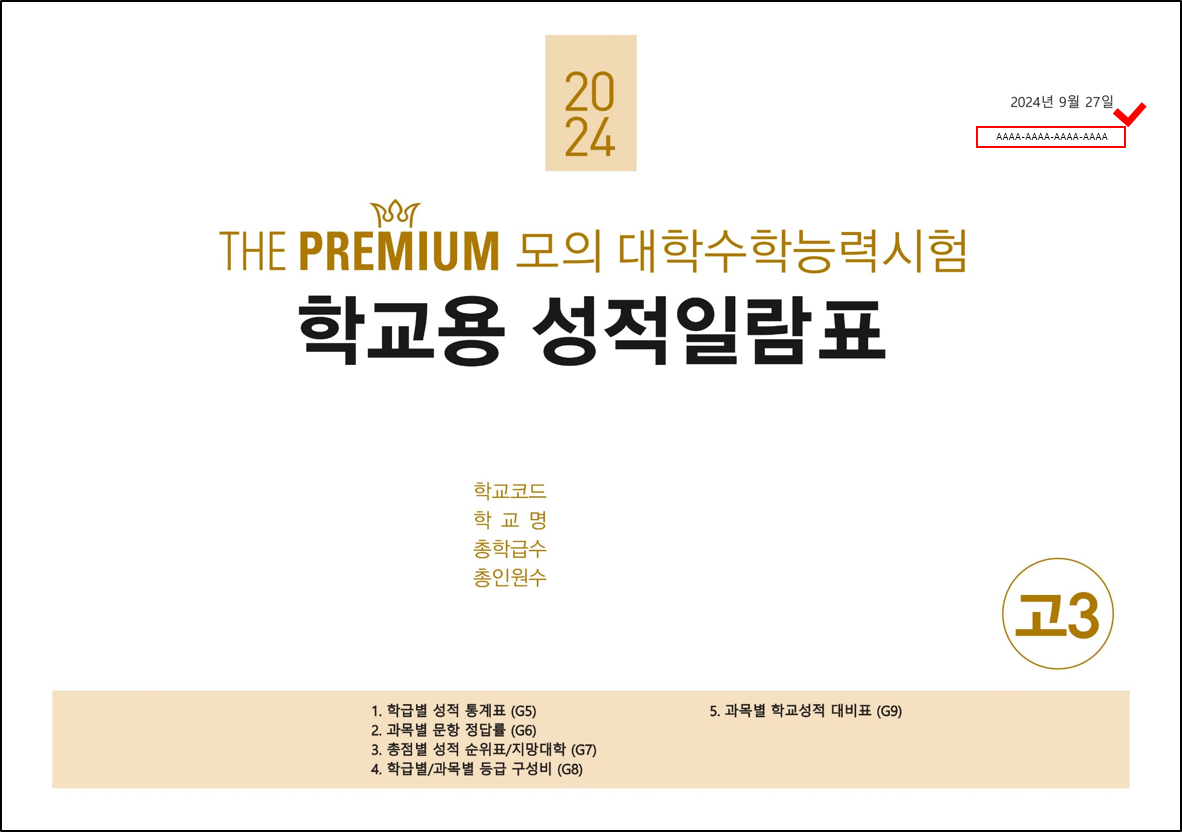 20
24
2024년 9월 27일
AAAA-AAAA-AAAA-AAAA
THE PREMIUM 모의 대학수학능력시험
학교용 성적일람표
학교코드
학 교 명
총학급수
총인원수
고3
1. 학급별 성적 통계표 (G5)
2. 과목별 문항 정답률 (G6)
3. 총점별 성적 순위표/지망대학 (G7)
4. 학급별/과목별 등급 구성비 (G8)
5. 과목별 학교성적 대비표 (G9)